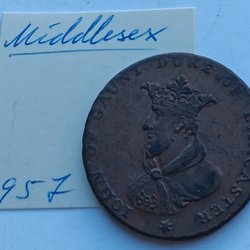 Middlesex
957
JOHN OF GAUNT DUKE OF LANCASTER *